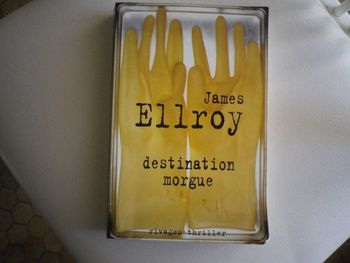 James
Ellroy
destination
morgue
rivages thriller